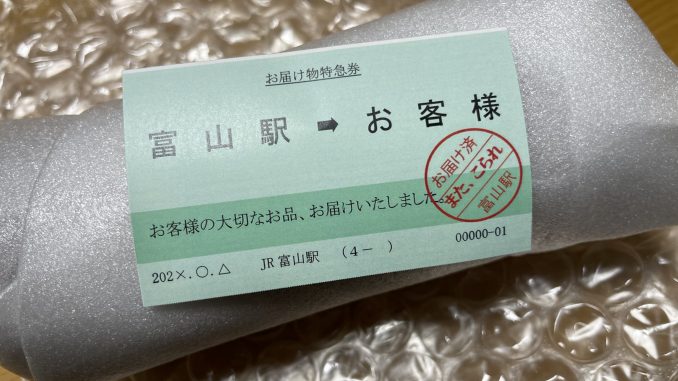 お届け物特急券
富山駅➡お客様
お届け済
また、こられ
富山駅
お客様の大切なお品、お届けいたしました。
202×.○.△ JR富山駅 (4- ) 00000-01